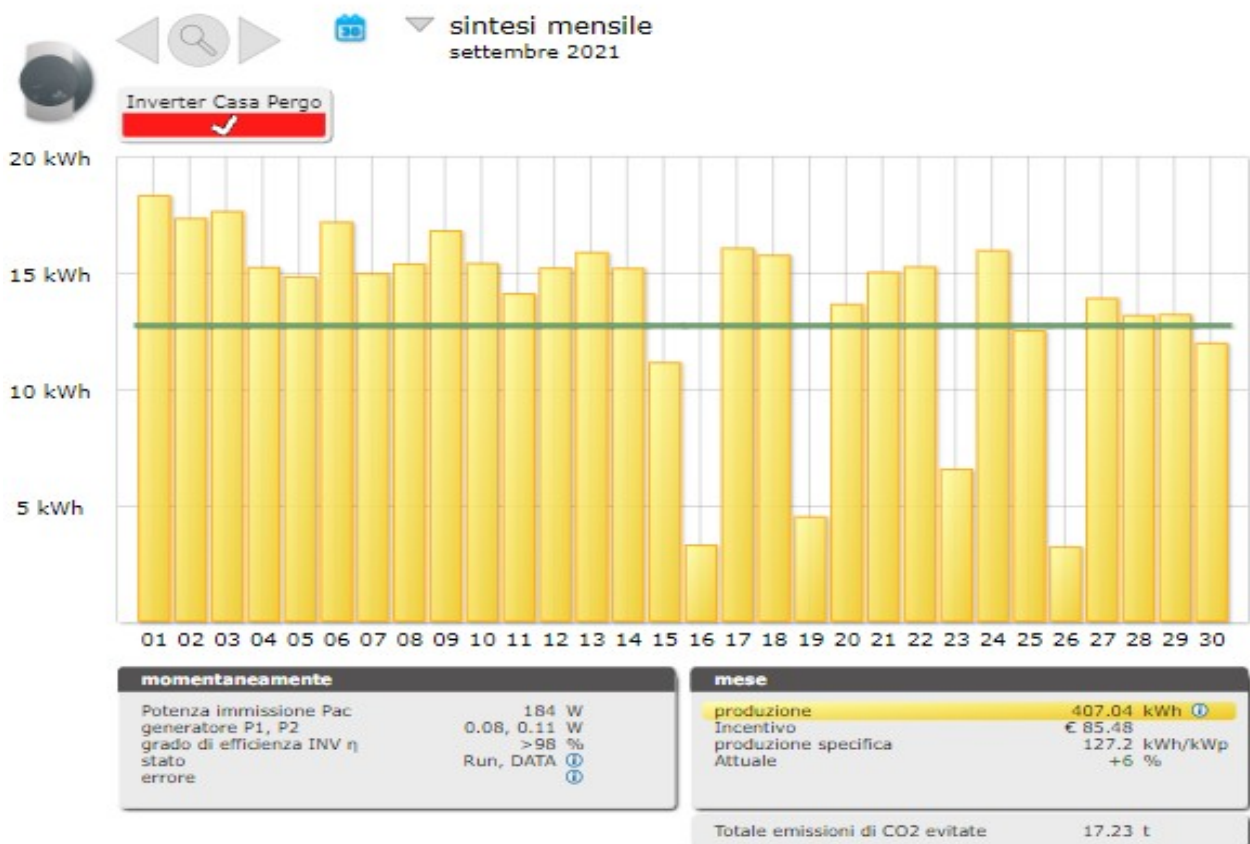 sintesi mensile
settembre 2021
Inverter Casa Pergo
20 kWh
15 kWh
10 kWh
5 kWh
01 02 03 04 05 06 07 08 09 10 11 12 13 14 15 16 17 18 19 20 21 22 23 24 25 26 27 28 29 30
momentaneamente
Potenza immissione Pac 184 W
generatore P1, P2 0.08, 0.11 W
grado di efficienza INV η >98 %
stato Run, DATA
errore
mese
produzione 407.04 kWh
Incentivo € 85.48
produzione specifica 127.2 kWh/kWp
Attuale +6 %
Totale emissioni di CO2 evitate 17.23 t